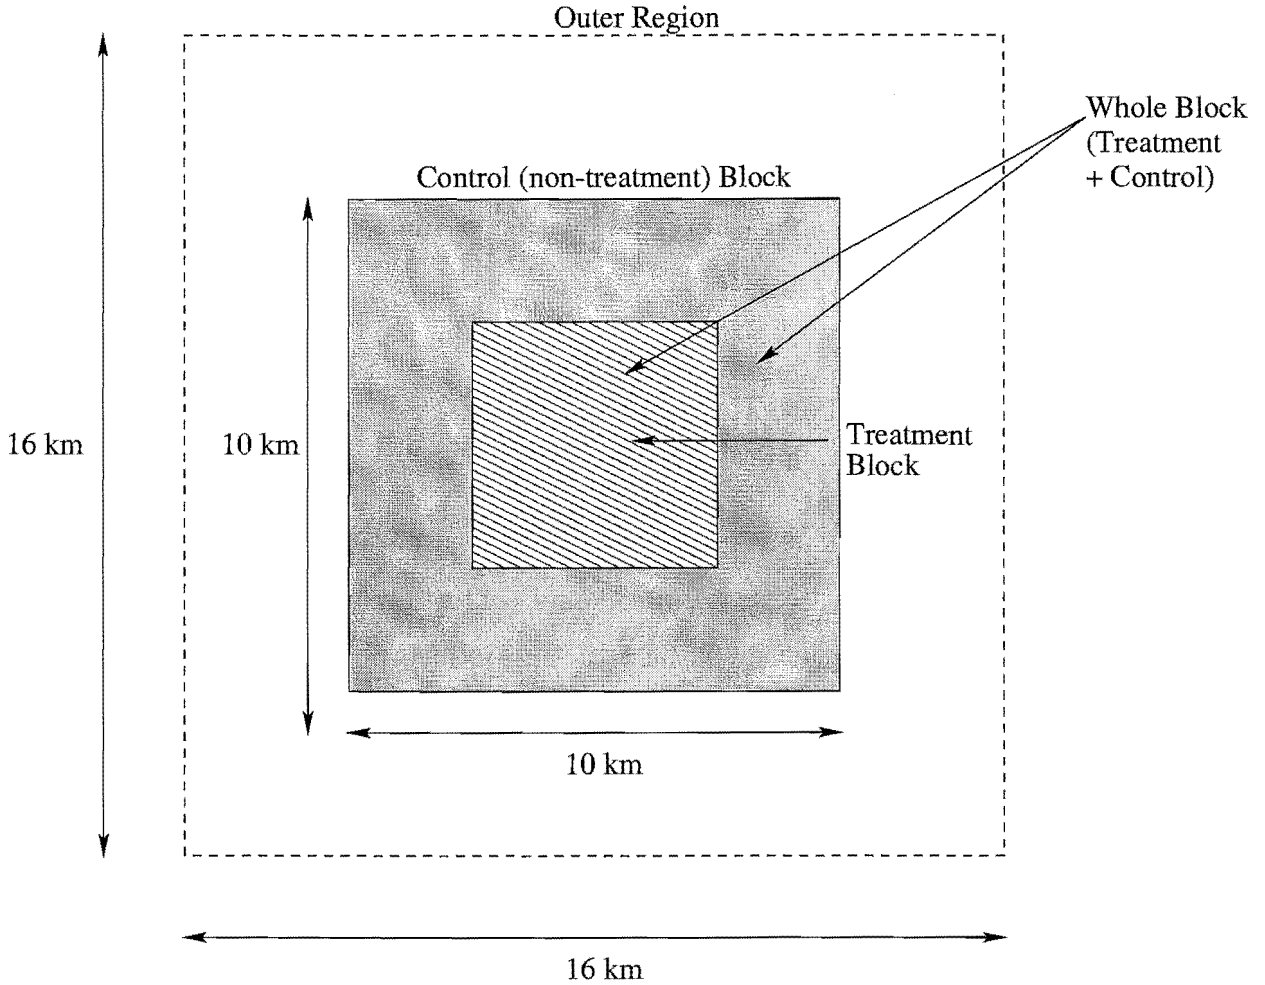 Outer Region
Whole Block
(Treatment
+ Control)
Control (non-treatment) Block
16 km
10 km
Treatment
Block
10 km
16 km